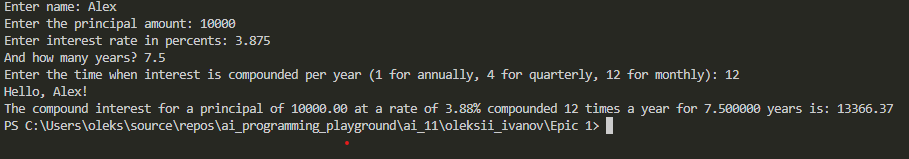 Enter name: Alex
Enter the principal amount: 10000
Enter interest rate in percents: 3.875
And how many years? 7.5
Enter the time when interest is compounded per year (1 for annually, 4 for quarterly, 12 for monthly): 12
Hello, Alex!
The compound interest for a principal of 10000.00 at a rate of 3.88% compounded 12 times a year for 7.500000 years is: 13366.37
PS C:\Users\oleks\source\repos\ai_programming_playground\ai_11\oleksii_ivanov\Epic 1>